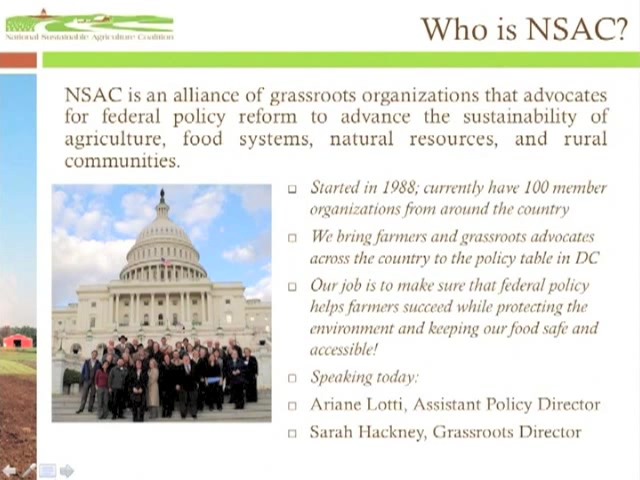 National Sustainable Agriculture Coalition
Who is NSAC?
NSAC is an alliance of grassroots organizations that advocates
for federal policy reform to advance the sustainability of
agriculture, food systems, natural resources, and rural
communities.
Started in 1988; currently have 100 member
organizations from around the country
We bring farmers and grassroots advocates
across the country to the policy table in DC
Our job is to make sure that federal policy
helps farmers succeed while protecting the
environment and keeping our food safe and
accessible!
Speaking today:
Ariane Lotti, Assistant Policy Director
Sarah Hackney, Grassroots Director